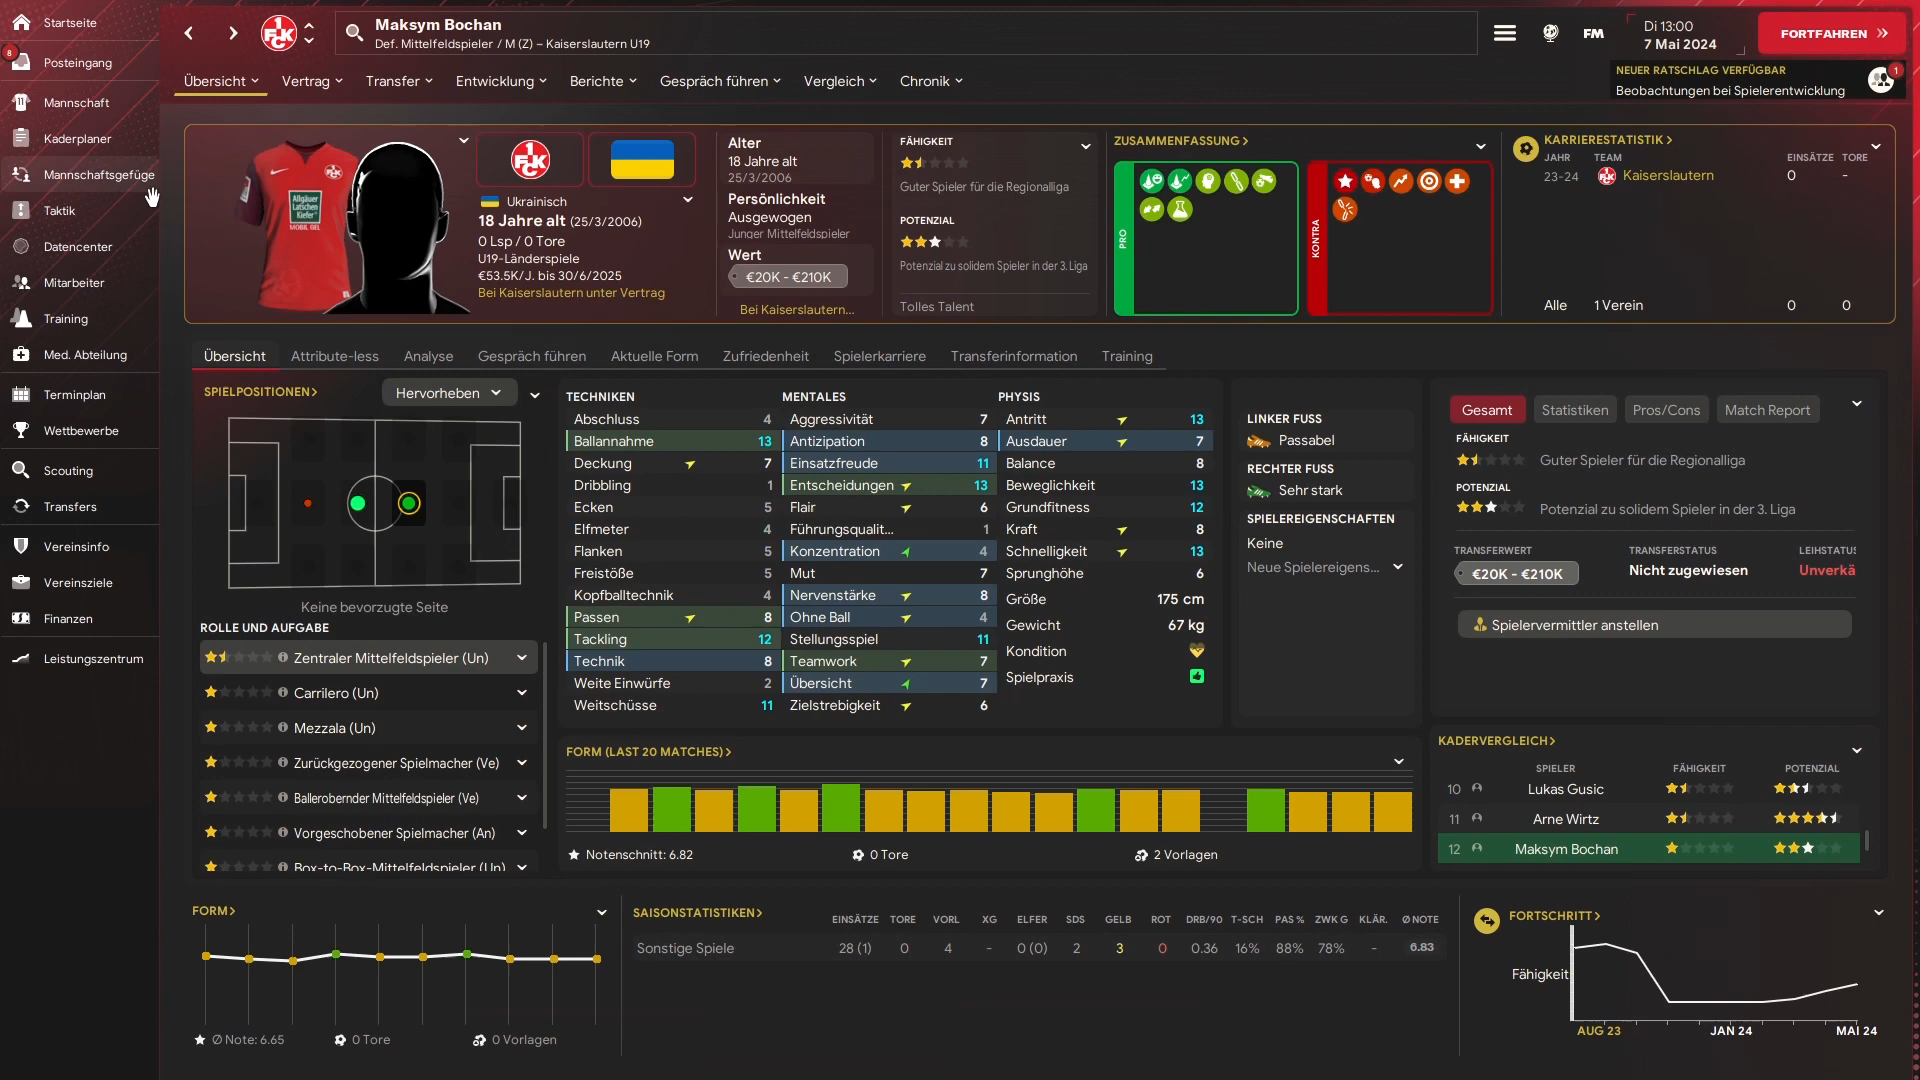 Startseite
8
Posteingang
Mannschaft
Kaderplaner
Mannschaftsgefüge
Taktik
Datencenter
Mitarbeiter
Training
Med. Abteilung
Terminplan
Wettbewerbe
Scouting
Transfers
Vereinsinfo
Vereinsziele
Finanzen
Leistungszentrum
Maksym Bochan
Def. Mittelfeldspieler / M (Z) – Kaiserslautern U19
FM
Di 13:00
7 Mai 2024
FORTFAHREN
NEUER RATSCHLAG VERFÜGBAR
Beobachtungen bei Spielerentwicklung
1
Übersicht Vertrag Transfer Entwicklung Berichte Gespräch führen Vergleich Chronik
Allgäuer Latschen Kiefer
MOBIL GEL
Ukrainisch
18 Jahre alt (25/3/2006)
0 Lsp / 0 Tore
U19-Länderspiele
€53.5K/J. bis 30/6/2025
Bei Kaiserslautern unter Vertrag
Alter
18 Jahre alt
25/3/2006
Persönlichkeit
Ausgewogen
Junger Mittelfeldspieler
Wert
€20K - €210K
Bei Kaiserslautern...
FÄHIGKEIT
Guter Spieler für die Regionalliga
POTENZIAL
Potenzial zu solidem Spieler in der 3. Liga
Tolles Talent
ZUSAMMENFASSUNG
PRO
KONTRA
KARRIERESTATISTIK
JAHR TEAM EINSÄTZE TORE
23-24 Kaiserslautern 0 -
Alle 1 Verein 0 0
Übersicht Attribute-less Analyse Gespräch führen Aktuelle Form Zufriedenheit Spielerkarriere Transferinformation Training
SPIELPOSITIONEN
Hervorheben
Keine bevorzugte Seite
ROLLE UND AUFGABE
Zentraler Mittelfeldspieler (Un)
Carrilero (Un)
Mezzala (Un)
Zurückgezogener Spielmacher (Ve)
Ballerobernder Mittelfeldspieler (Ve)
Vorgeschobener Spielmacher (An)
Box-to-Box-Mittelfeldspieler (Un)
TECHNIKEN
Abschluss 4
Ballannahme 13
Deckung 7
Dribbling 1
Ecken 5
Elfmeter 4
Flanken 5
Freistöße 5
Kopfballtechnik 4
Passen 8
Tackling 12
Technik 8
Weite Einwürfe 2
Weitschüsse 11
MENTALES
Aggressivität 7
Antizipation 8
Einsatzfreude 11
Entscheidungen 13
Flair 6
Führungsqualit... 1
Konzentration 4
Mut 7
Nervenstärke 8
Ohne Ball 4
Stellungsspiel 11
Teamwork 7
Übersicht 7
Zielstrebigkeit 6
PHYSIS
Antritt 13
Ausdauer 7
Balance 8
Beweglichkeit 13
Grundfitness 12
Kraft 8
Schnelligkeit 13
Sprunghöhe 6
Größe 175 cm
Gewicht 67 kg
Kondition
Spielpraxis
LINKER FUSS
Passabel
RECHTER FUSS
Sehr stark
SPIELEREIGENSCHAFTEN
Keine
Neue Spielereigens...
Gesamt Statistiken Pros/Cons Match Report
FÄHIGKEIT
Guter Spieler für die Regionalliga
POTENZIAL
Potenzial zu solidem Spieler in der 3. Liga
TRANSFERWERT TRANSFERSTATUS LEIHSTATUS
€20K - €210K Nicht zugewiesen Unverkä
Spielervermittler anstellen
FORM (LAST 20 MATCHES)
Notenschnitt: 6.82 0 Tore 2 Vorlagen
KADERVERGLEICH
SPIELER FÄHIGKEIT POTENZIAL
10 Lukas Gusic
11 Arne Wirtz
12 Maksym Bochan
FORM
Ø Note: 6.65 0 Tore 0 Vorlagen
SAISONSTATISTIKEN EINSÄTZE TORE VORL XG ELFER SDS GELB ROT DRB/90 T-SCH PAS % ZWK G KLÄR. Ø NOTE
Sonstige Spiele 28 (1) 0 4 - 0 (0) 2 3 0 0.36 16% 88% 78% - 6.83
FORTSCHRITT
Fähigkeit
AUG 23 JAN 24 MAI 24